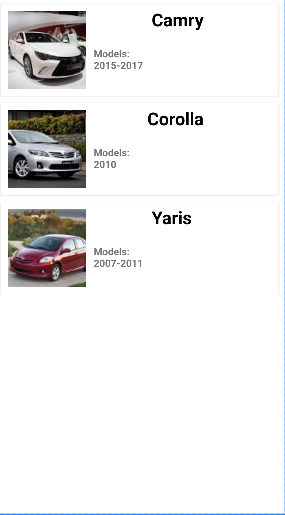 Camry
Models:
2015-2017
Corolla
Models:
2010
Yaris
Models:
2007-2011